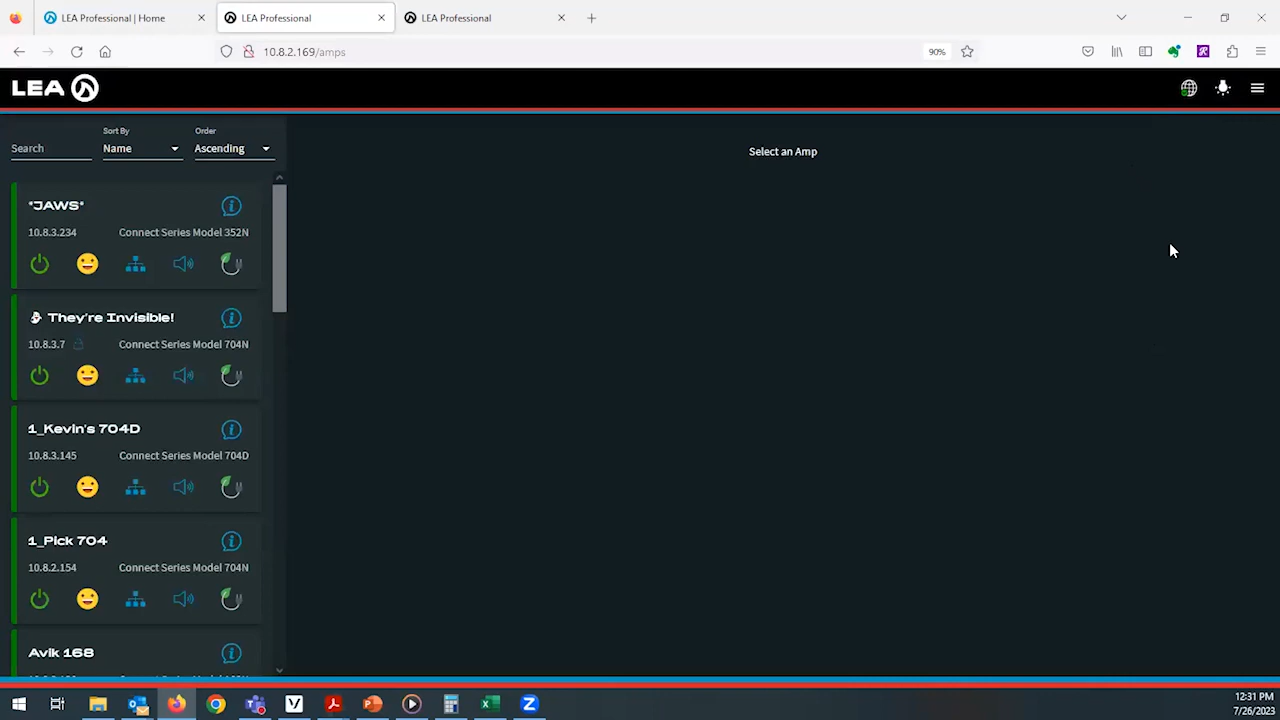 LEA Professional | Home
LEA Professional
LEA Professional
10.8.2.169/amps
90%
LEA
Sort By
Order
Search
Name
Ascending
Select an Amp
*JAWS*
10.8.3.234
Connect Series Model 352N
They're Invisible!
10.8.3.7
Connect Series Model 704N
1_Kevin's 704D
10.8.3.145
Connect Series Model 704D
1_Pick 704
10.8.2.154
Connect Series Model 704N
Avik 168
12:31 PM
7/26/2023